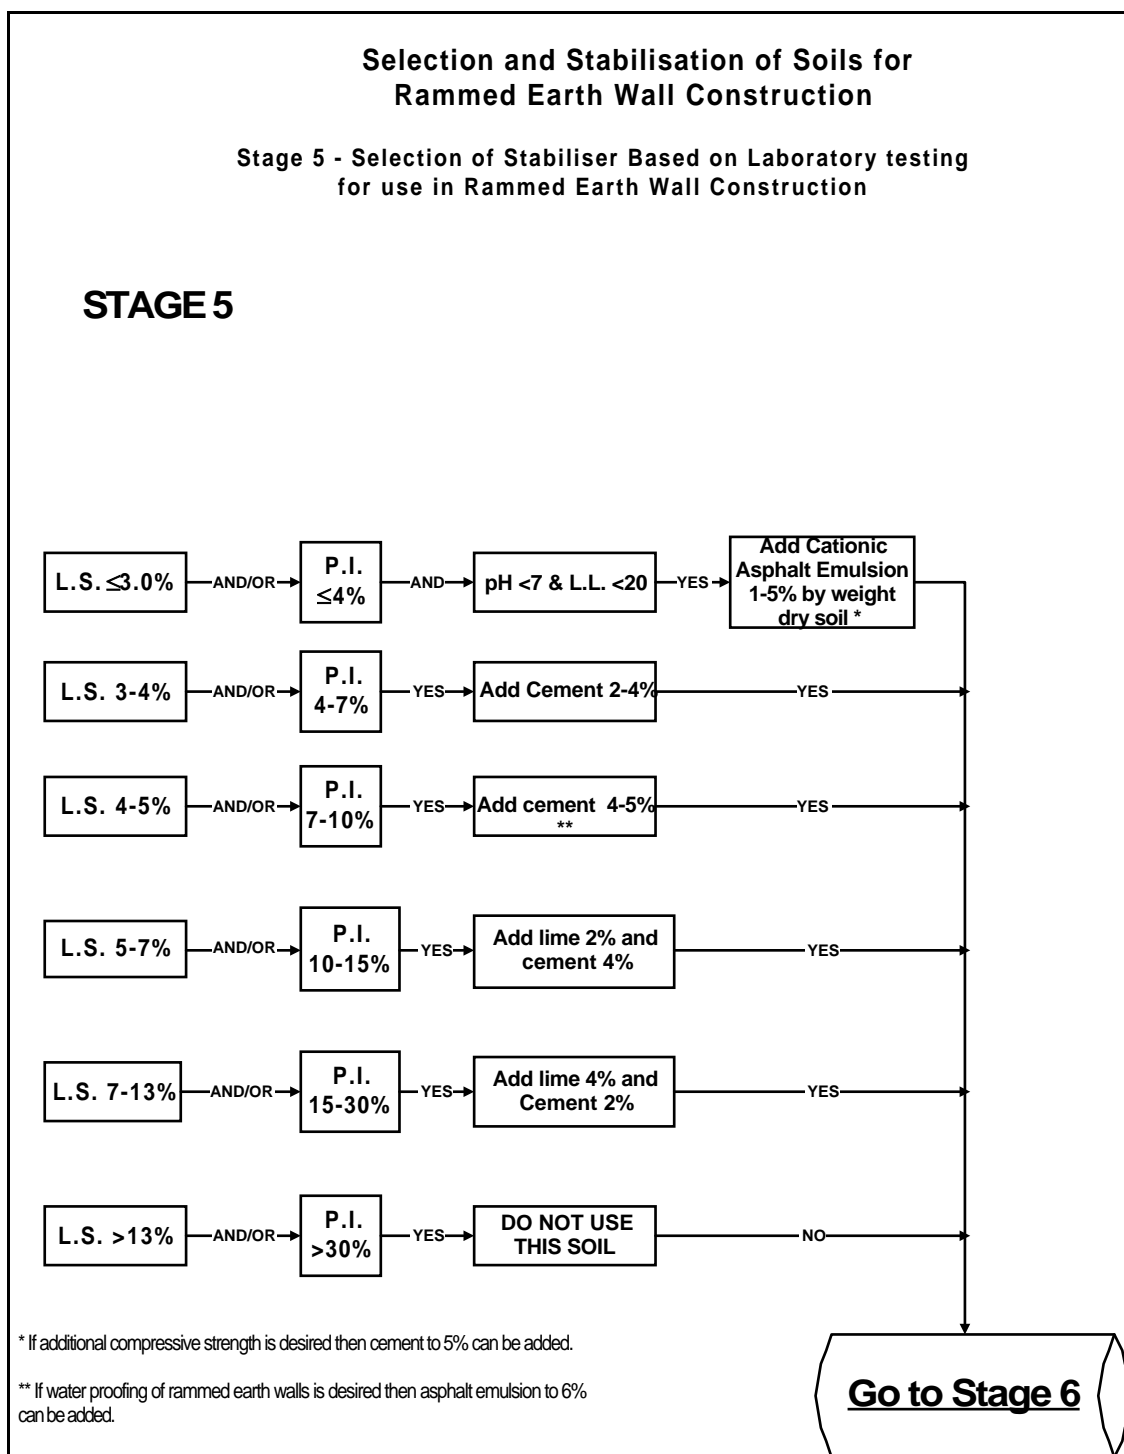 Selection and Stabilisation of Soils for
Rammed Earth Wall Construction
Stage 5 - Selection of Stabiliser Based on Laboratory testing
for use in Rammed Earth Wall Construction
STAGE 5
L.S. ≤3.0%
AND/OR
P.I.
≤4%
AND
pH <7 & L.L. <20
YES
Add Cationic
Asphalt Emulsion
1-5% by weight
dry soil *
L.S. 3-4%
AND/OR
P.I.
4-7%
YES
Add Cement 2-4%
YES
L.S. 4-5%
AND/OR
P.I.
7-10%
YES
Add cement 4-5%
**
YES
L.S. 5-7%
AND/OR
P.I.
10-15%
YES
Add lime 2% and
cement 4%
YES
L.S. 7-13%
AND/OR
P.I.
15-30%
YES
Add lime 4% and
Cement 2%
YES
L.S. >13%
AND/OR
P.I.
>30%
YES
DO NOT USE
THIS SOIL
NO
* If additional compressive strength is desired then cement to 5% can be added.
** If water proofing of rammed earth walls is desired then asphalt emulsion to 6%
can be added.
Go to Stage 6